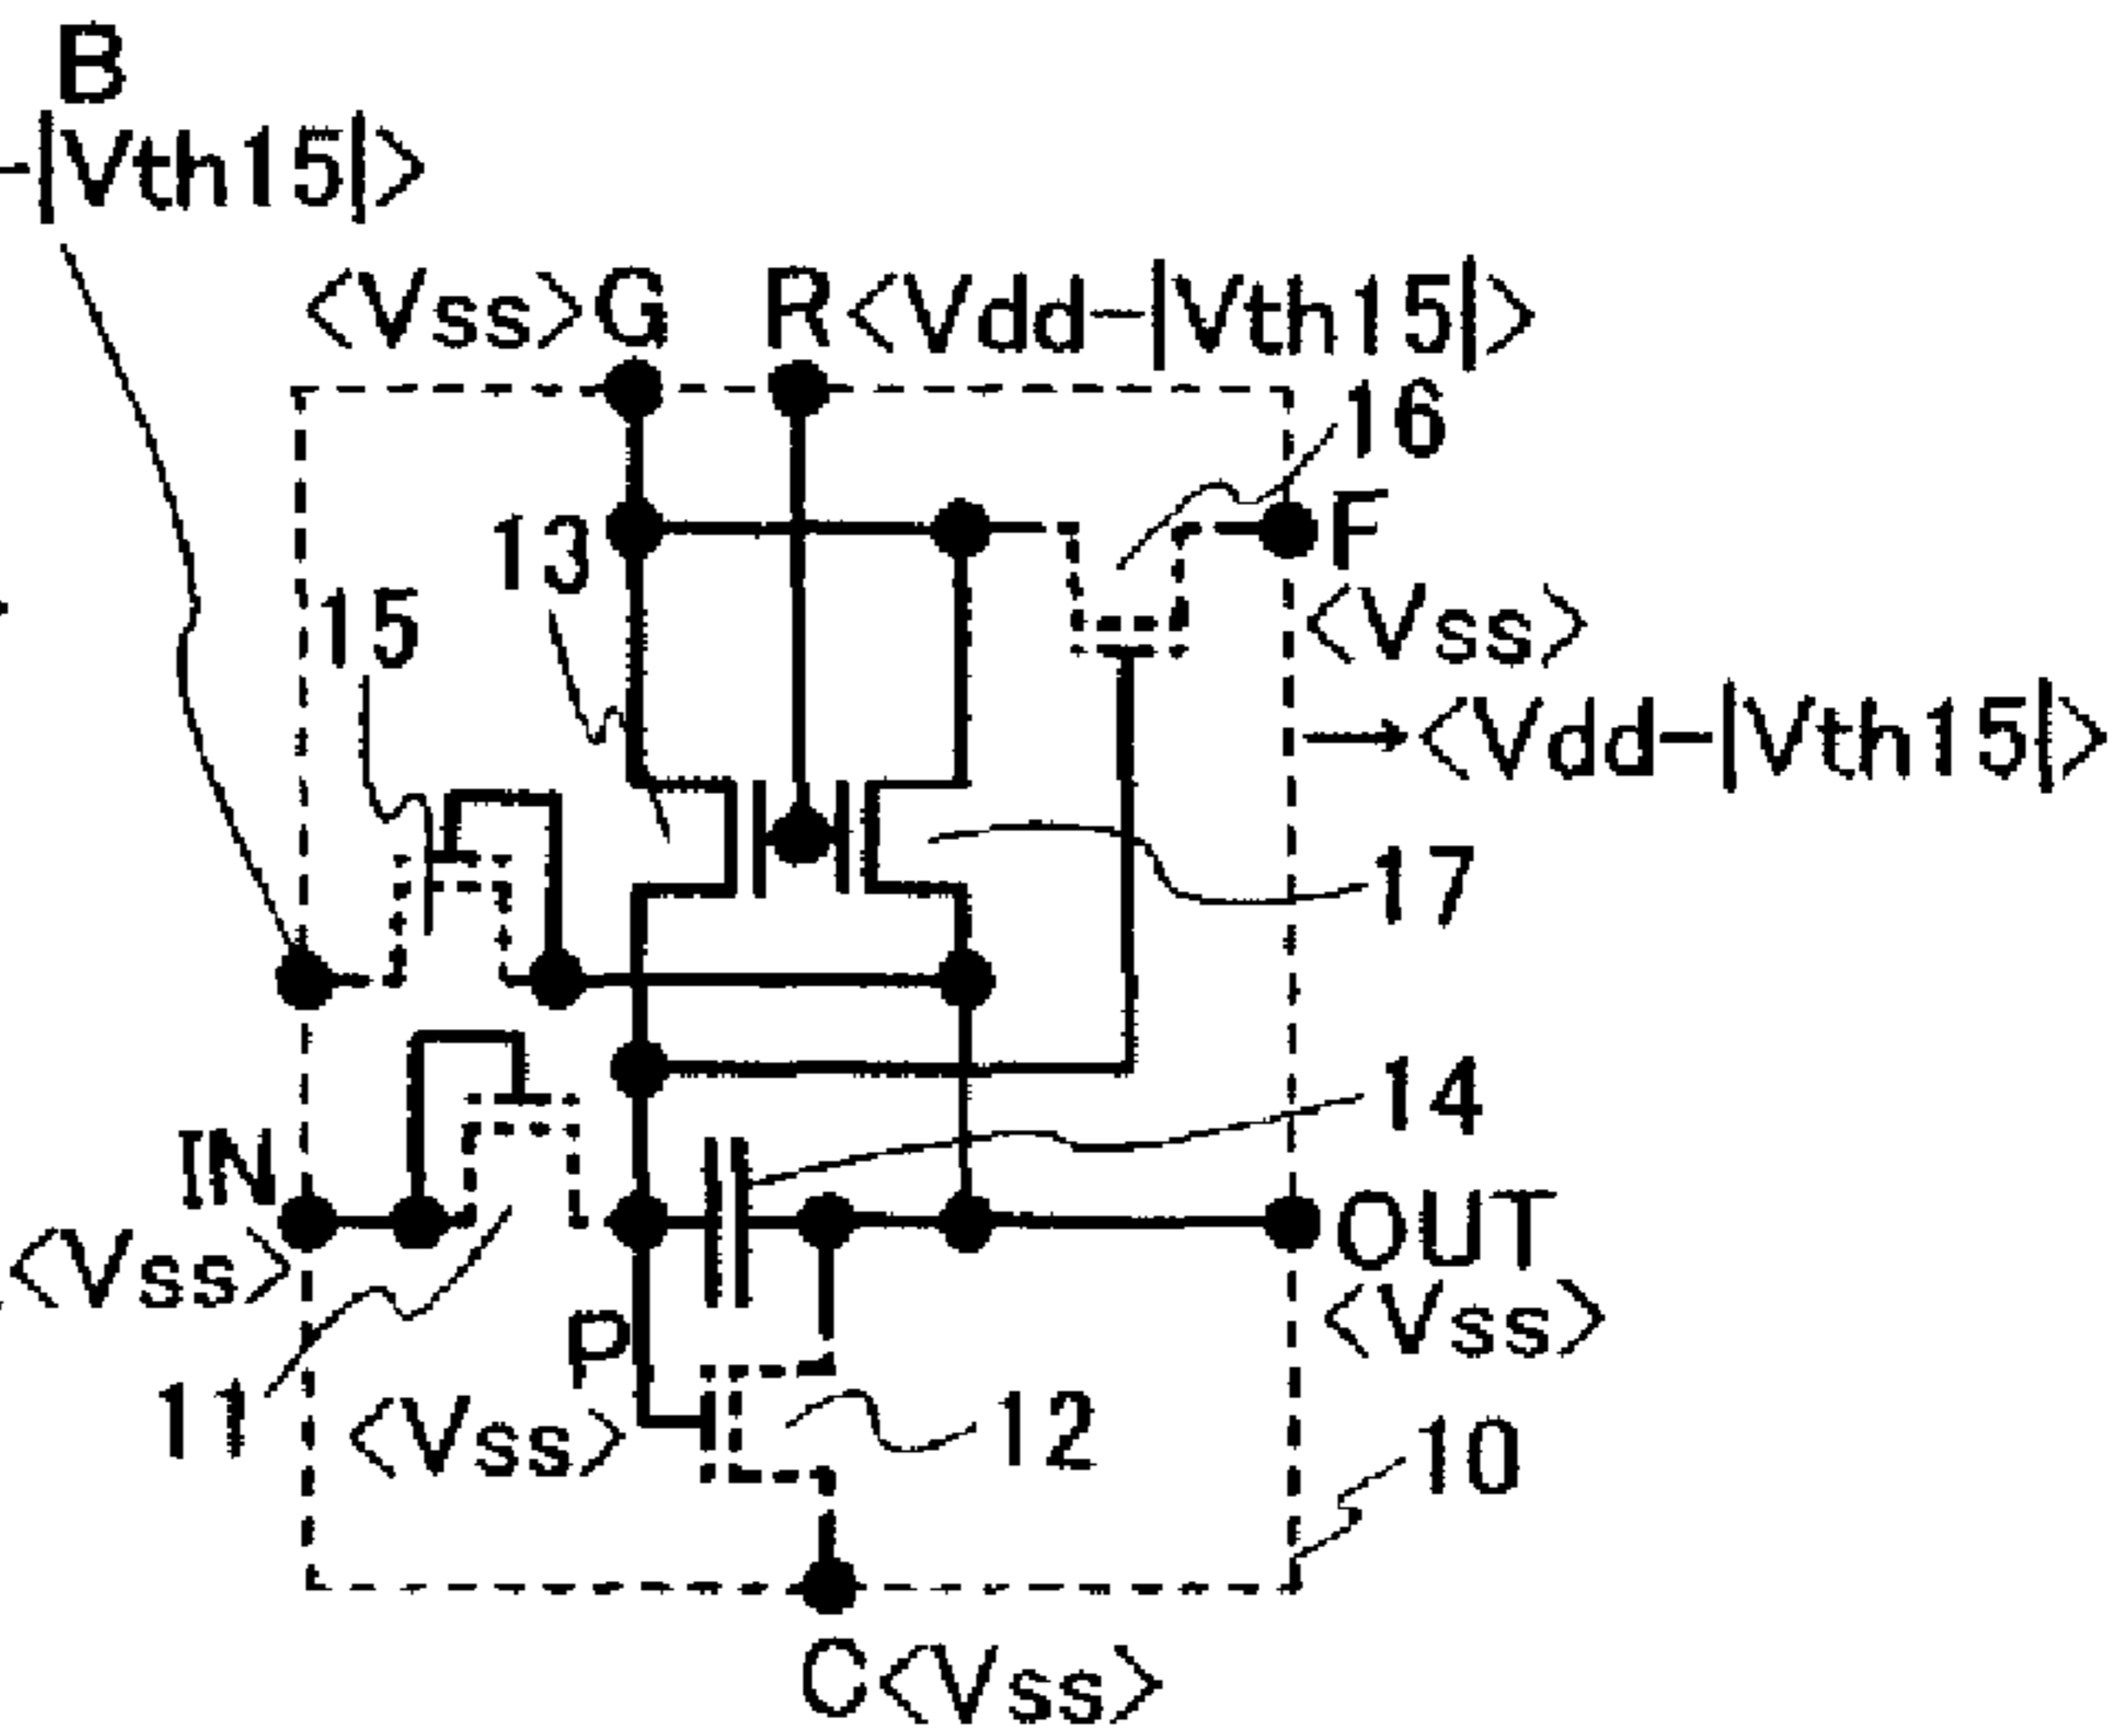 B
-|Vth15|>
<Vss>G R<Vdd-|Vth15|>
16
13 F
15 <Vss>
→<Vdd-|Vth15|>
17
14
IN
OUT
<Vss>
<Vss>
P
11 <Vss> 12 10
C<Vss>